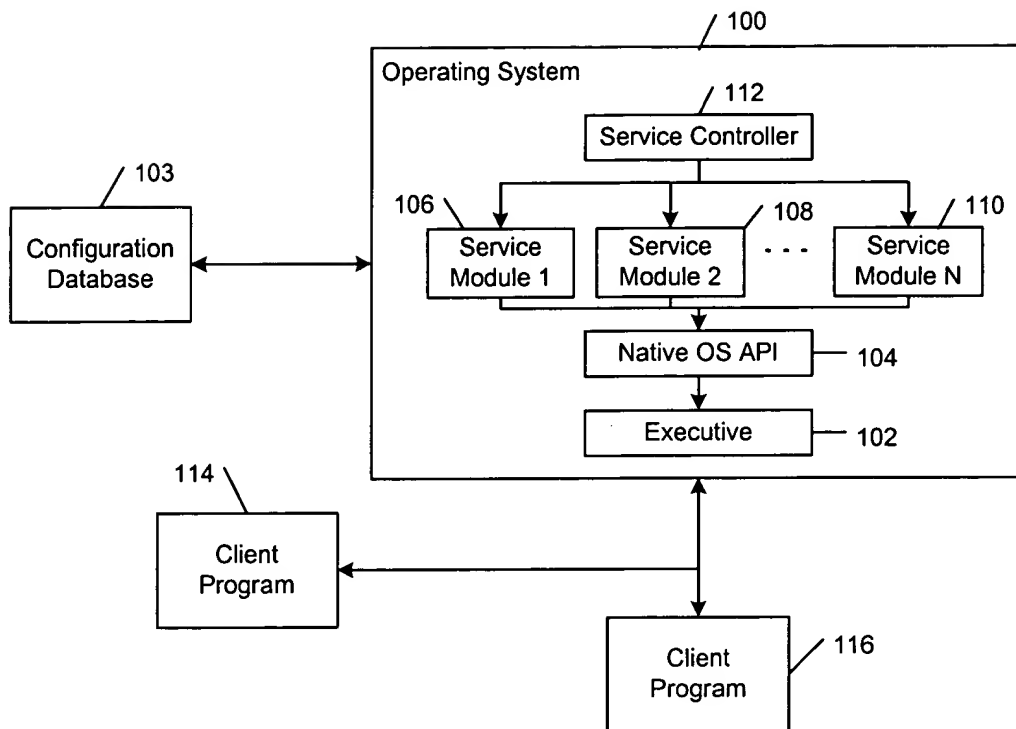 100
Operating System
112
Service Controller
103
106
108
110
Configuration
Database
Service
Module 1
Service
Module 2
. . . .
Service
Module N
Native OS API
104
Executive
102
114
Client
Program
116
Client
Program